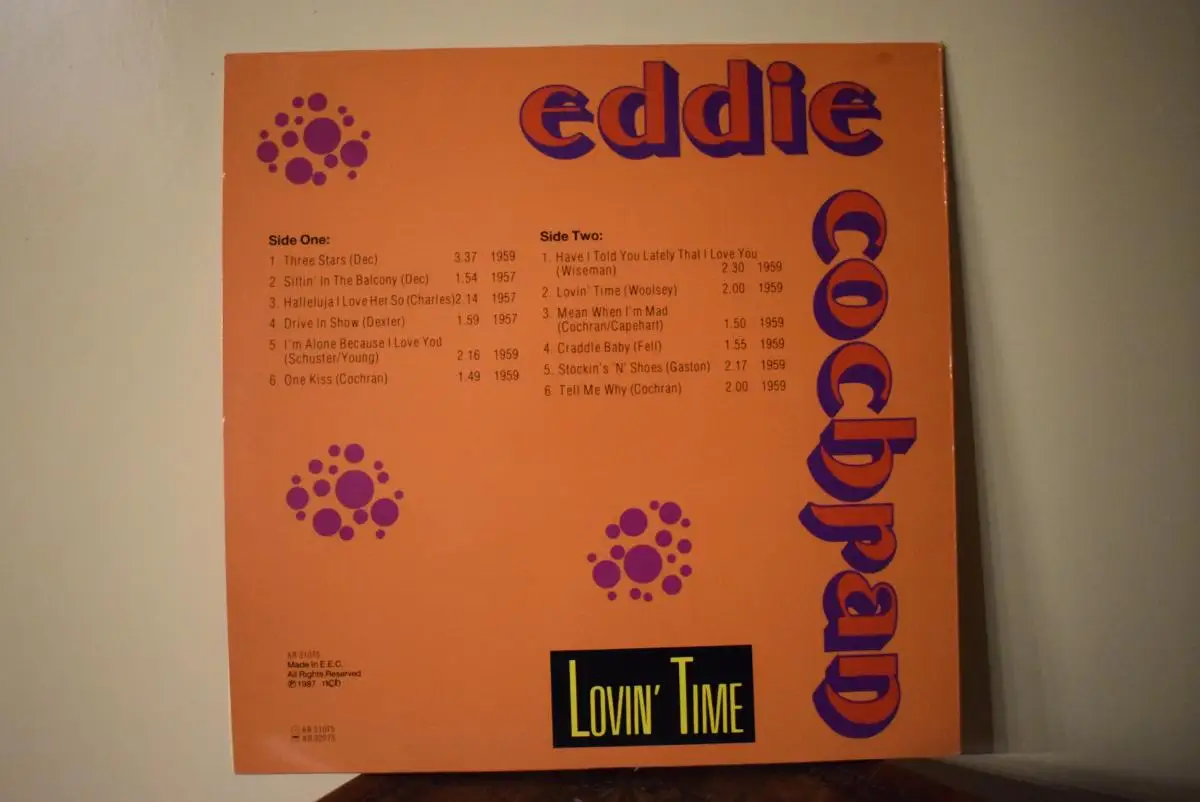 eddie
cochran
Side One:
1 Three Stars (Dec) 3.37 1959
2 Sittin' In The Balcony (Dec) 1.54 1957
3. Halleluja I Love Her So (Charles) 2.14 1957
4 Drive In Show (Dexter) 1.59 1957
5 I'm Alone Because I Love You
(Schuster/Young) 2 16 1959
6 One Kiss (Cochran) 1.49 1959
Side Two:
1. Have I Told You Lately That I Love You
(Wiseman) 2 30 1959
2. Lovin' Time (Woolsey) 2.00 1959
3. Mean When I'm Mad
(Cochran/Capehart) 1.50 1959
4. Craddle Baby (Fell) 1.55 1959
5. Stockin's 'N' Shoes (Gaston) 2.17 1959
6 Tell Me Why (Cochran) 2.00 1959
Made in E.E.C.
All Rights Reserved
℗ 1987
LOVIN' TIME